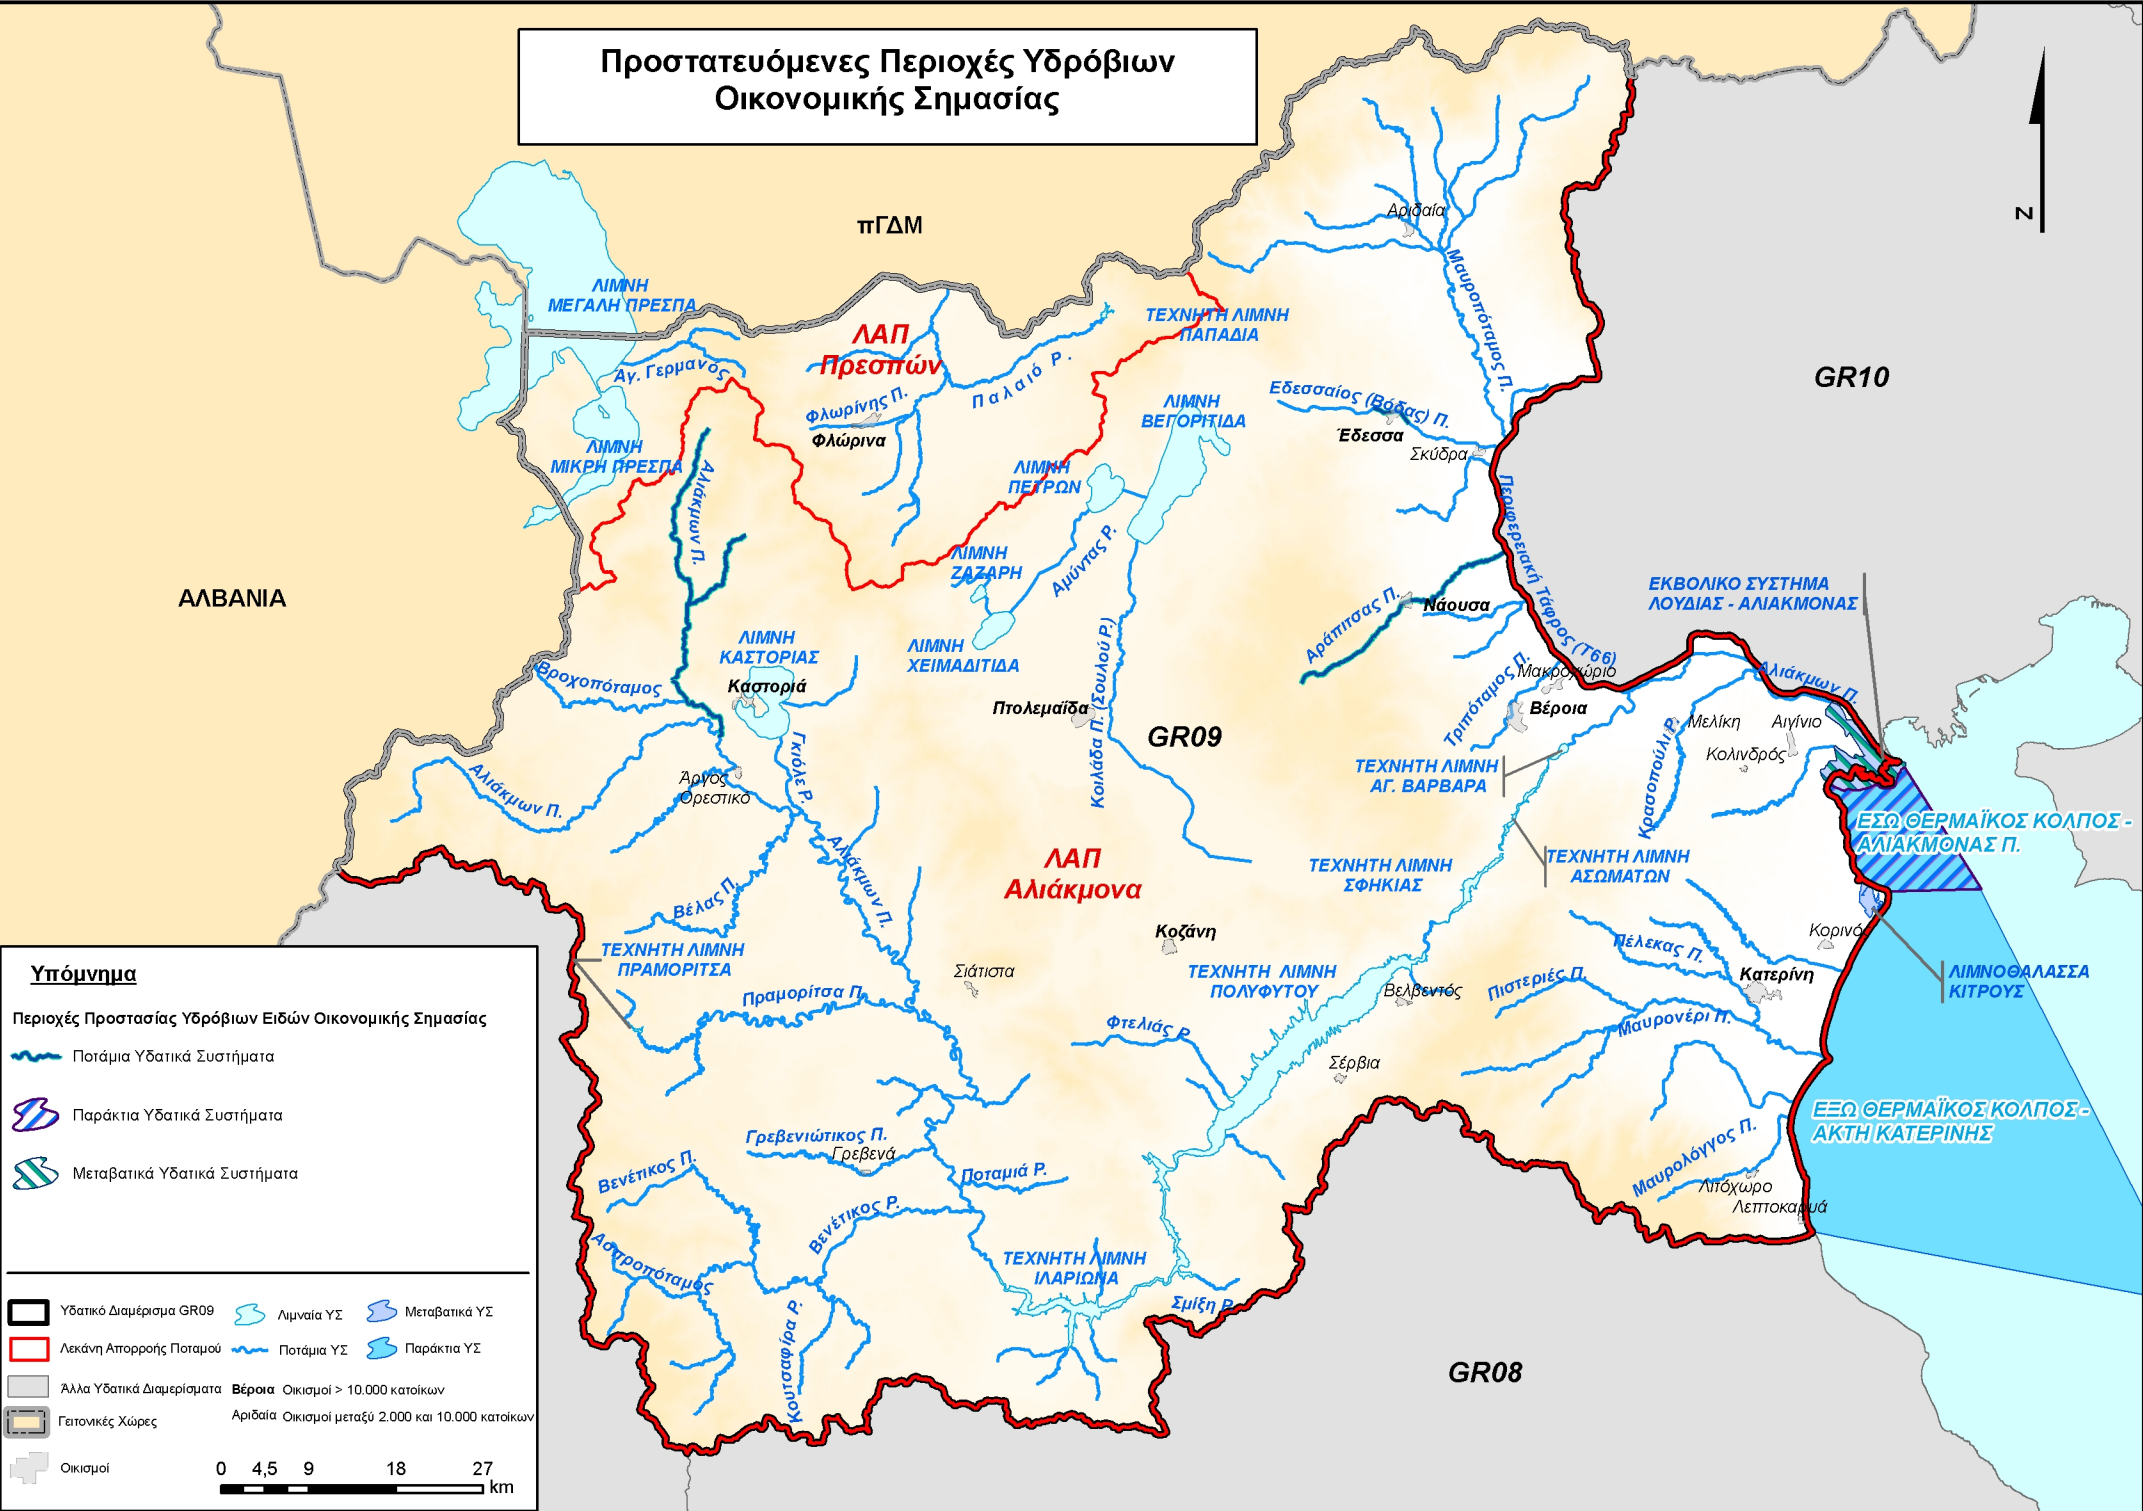 Προστατευόμενες Περιοχές Υδρόβιων
Οικονομικής Σημασίας
πΓΔΜ
Z
Αριδαία
Μαυροπόταμος Π.
ΛΙΜΝΗ
ΜΕΓΑΛΗ ΠΡΕΣΠΑ
ΛΑΠ
Πρεσπών
ΤΕΧΝΗΤΗ ΛΙΜΝΗ
ΠΑΠΑΔΙΑ
Αγ. Γερμανός
Παλαιό Ρ.
GR10
Φλωρίνης Π.
Φλώρινα
ΛΙΜΝΗ
ΒΕΓΟΡΙΤΙΔΑ
Εδεσσαίος (Βόδας) Π.
Έδεσσα
Σκύδρα
ΛΙΜΝΗ
ΜΙΚΡΗ ΠΡΕΣΠΑ
Αλιάκμων Π.
ΛΙΜΝΗ
ΠΕΤΡΩΝ
Περιφερειακή Τάφρος (Τ66)
ΛΙΜΝΗ
ΖΑΖΑΡΗ
Αμύντας Ρ.
ΑΛΒΑΝΙΑ
Αράπιτσας Π.
Νάουσα
ΕΚΒΟΛΙΚΟ ΣΥΣΤΗΜΑ
ΛΟΥΔΙΑΣ - ΑΛΙΑΚΜΟΝΑΣ
ΛΙΜΝΗ
ΚΑΣΤΟΡΙΑΣ
ΛΙΜΝΗ
ΧΕΙΜΑΔΙΤΙΔΑ
Κοιλάδα Π. (Σουλού Ρ.)
Βροχοπόταμος
Καστοριά
Πτολεμαΐδα
GR09
Τριπόταμος Π.
Μακροχώριο
Βέροια
Αλιάκμων Π.
Μελίκη
Αιγίνιο
Κολινδρός
Κρασοπούλι Ρ.
Άργος
Ορεστικό
Γκιόλε Ρ.
Αλιάκμων Π.
ΤΕΧΝΗΤΗ ΛΙΜΝΗ
ΑΓ. ΒΑΡΒΑΡΑ
ΕΣΩ ΘΕΡΜΑΪΚΟΣ ΚΟΛΠΟΣ -
ΑΛΙΑΚΜΟΝΑΣ Π.
Αλιάκμων Π.
ΛΑΠ
Αλιάκμονα
ΤΕΧΝΗΤΗ ΛΙΜΝΗ
ΣΦΗΚΙΑΣ
ΤΕΧΝΗΤΗ ΛΙΜΝΗ
ΑΣΩΜΑΤΩΝ
Βέλας Π.
ΤΕΧΝΗΤΗ ΛΙΜΝΗ
ΠΡΑΜΟΡΙΤΣΑ
Κοζάνη
Σιάτιστα
ΤΕΧΝΗΤΗ ΛΙΜΝΗ
ΠΟΛΥΦΥΤΟΥ
Βελβεντός
Πέλεκας Π.
Πιστεριές Π.
Κορινό
Κατερίνη
ΛΙΜΝΟΘΑΛΑΣΣΑ
ΚΙΤΡΟΥΣ
Πραμορίτσα Π.
Φτελιάς Ρ.
Μαυρονέρι Π.
Σέρβια
ΕΞΩ ΘΕΡΜΑΪΚΟΣ ΚΟΛΠΟΣ -
ΑΚΤΗ ΚΑΤΕΡΙΝΗΣ
Γρεβενιώτικος Π.
Γρεβενά
Βενέτικος Π.
Ποταμιά Ρ.
Βενέτικος Ρ.
Μαυρολόγγος Π.
Λιτόχωρο
Λεπτοκαρυά
Ασπροπόταμος
ΤΕΧΝΗΤΗ ΛΙΜΝΗ
ΙΛΑΡΙΩΝΑ
Σμίξη Ρ.
Κουτσαφίρα Ρ.
GR08
Υπόμνημα
Περιοχές Προστασίας Υδρόβιων Ειδών Οικονομικής Σημασίας
Ποτάμια Υδατικά Συστήματα
Παράκτια Υδατικά Συστήματα
Μεταβατικά Υδατικά Συστήματα
Υδατικό Διαμέρισμα GR09
Λιμναία ΥΣ
Μεταβατικά ΥΣ
Λεκάνη Απορροής Ποταμού
Ποτάμια ΥΣ
Παράκτια ΥΣ
Άλλα Υδατικά Διαμερίσματα
Βέροια Οικισμοί > 10.000 κατοίκων
Γειτονικές Χώρες
Αριδαία Οικισμοί μεταξύ 2.000 και 10.000 κατοίκων
Οικισμοί
0 4,5 9 18 27
km